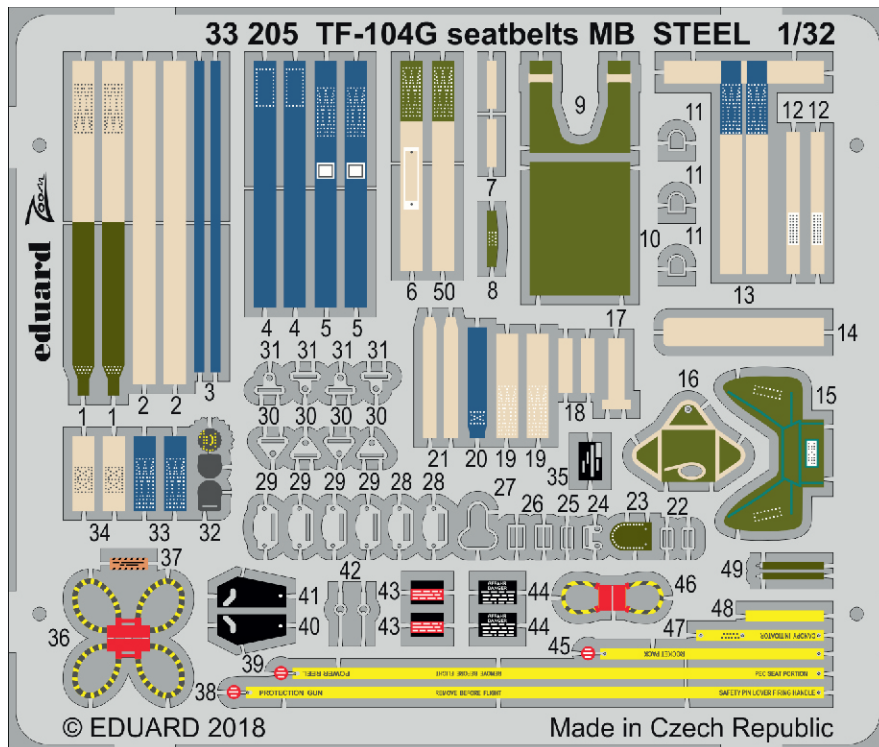 33 205 TF-104G seatbelts MB STEEL 1/32
eduard
Zoom
9
11
12 12
11
7
10 11
8
6 50
13
4 4 5 5
17
14
3
31 31 31 31
2 2
1 1
18
16
15
30 30 30 30
21 20 19 19
35
34 33 32
29 29 29 29 28 28
27
26 25 24 23 22
37
42
43
44
46
49
41
36
40
43
44
48
47 CANOPY INITIATOR
45 ROCKET PACK
39 POWER REEL REMOVE BEFORE FLIGHT PEC SEAT PORTION
38 PROTECTION GUN REMOVE BEFORE FLIGHT SAFETY PIN LOVER FIRING HANDLE
DANGER
DANGER
© EDUARD 2018 Made in Czech Republic